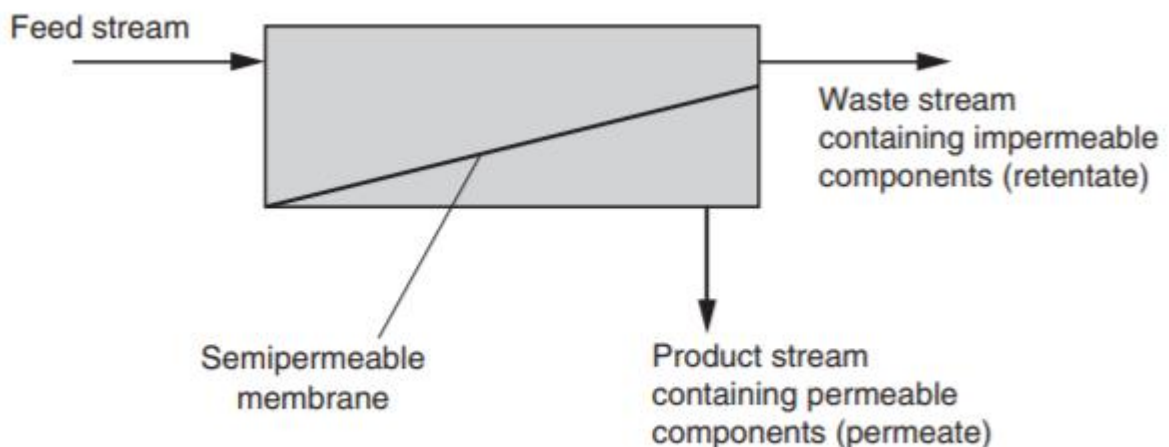 Feed stream
Waste stream
containing impermeable
components (retentate)
Semipermeable
membrane
Product stream
containing permeable
components (permeate)